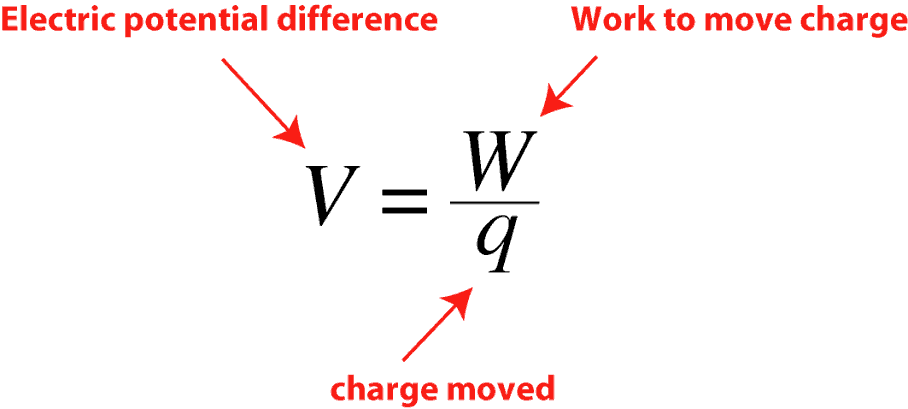 Electric potential difference
Work to move charge
V = W/q
charge moved